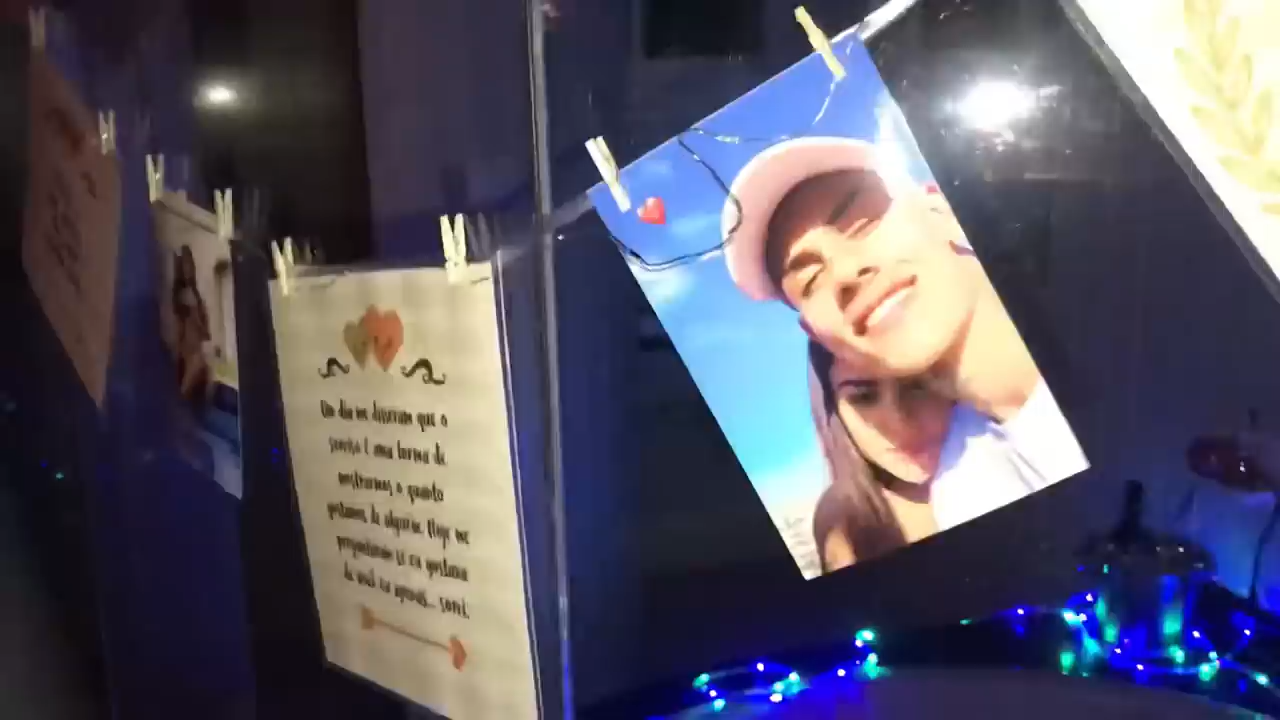 Um dia me disseram que o
sorriso é uma forma de
mostrarmos o quanto
gostamos de alguém. Hoje me
perguntaram se eu gostava
de você eu apenas... sorri.